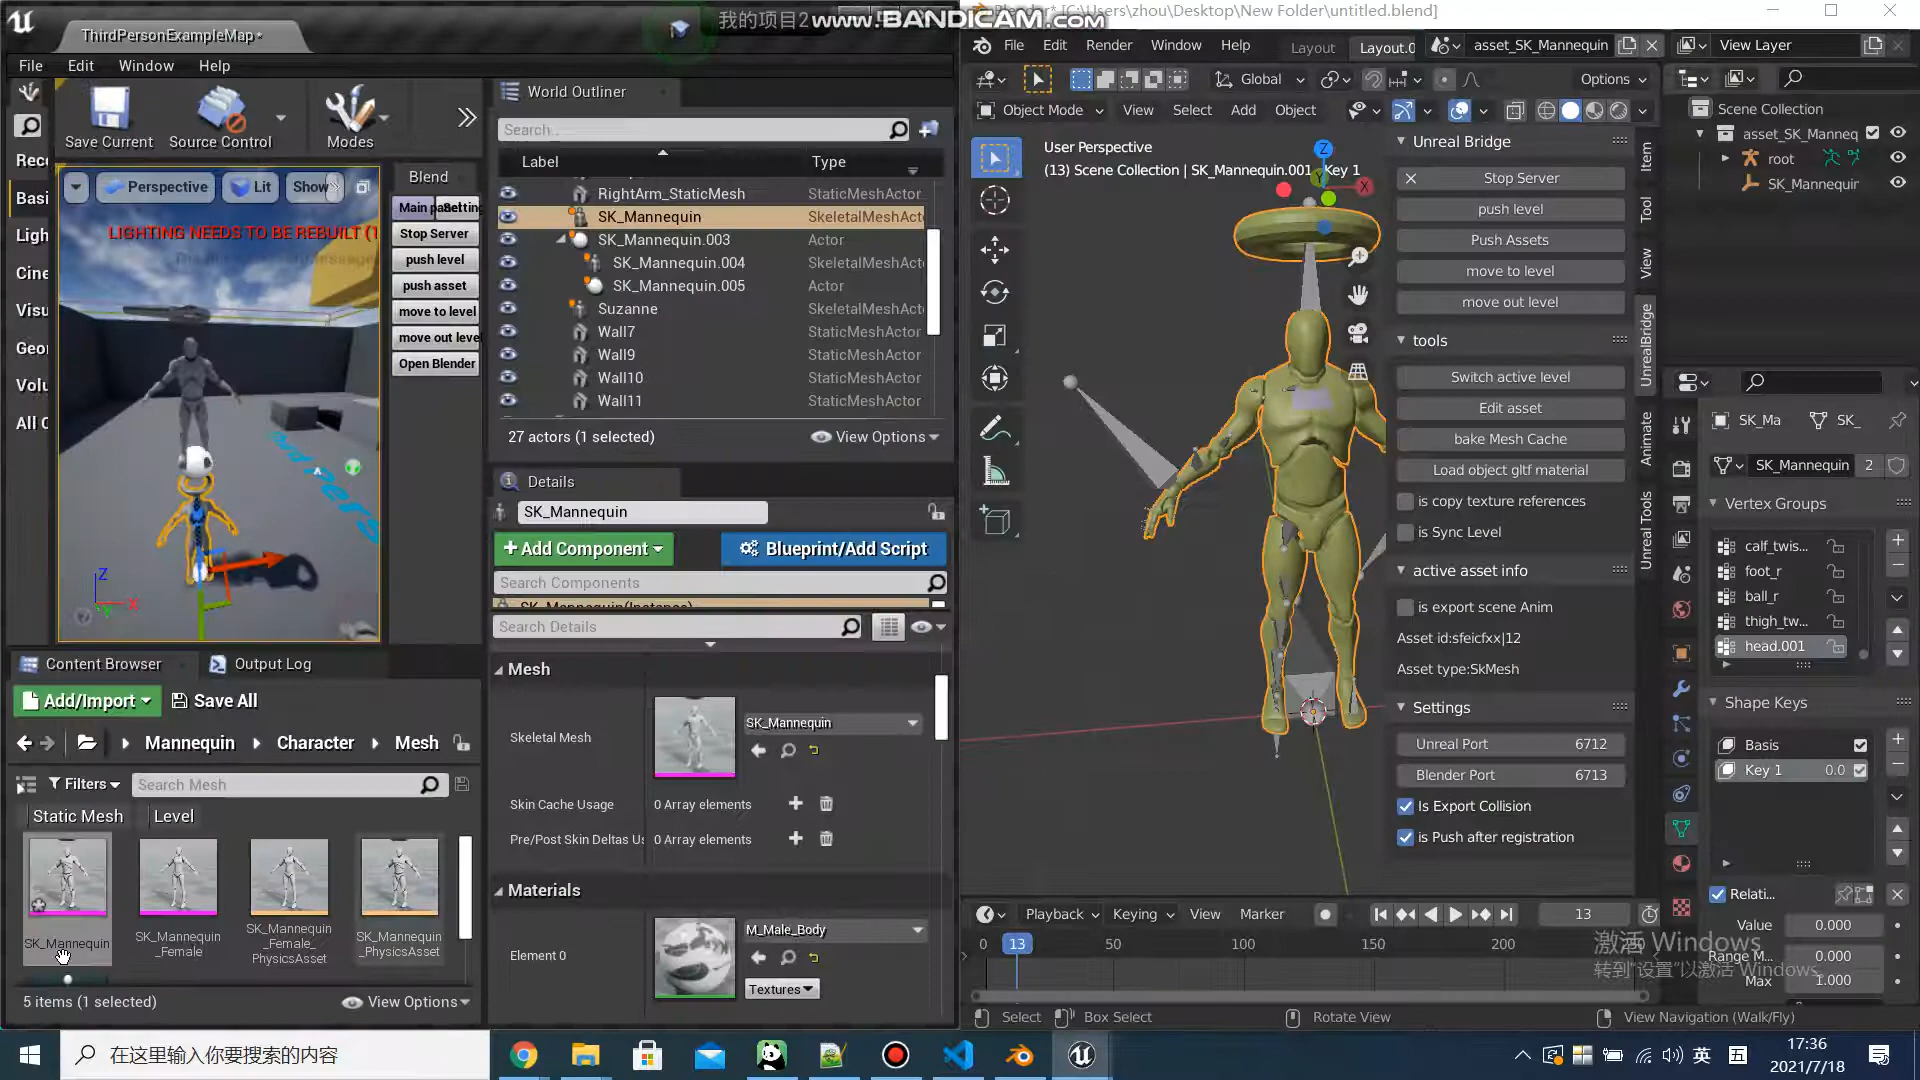 ThirdPersonExampleMap*
我的项目2
www.BANDICAM.com
File Edit Window Help
Save Current
Source Control
Modes
Perspective
Lit
Show
LIGHTING NEEDS TO BE REBUILT (1
Blend
Main pa
Setting
Stop Server
push level
push asset
move to level
move out leve
Open Blender
Reco
Basi
Ligh
Cine
Visu
Geo
Volu
All C
World Outliner
Search...
Label Type
RightArm_StaticMesh StaticMeshActor
SK_Mannequin SkeletalMeshActo
SK_Mannequin.003 Actor
SK_Mannequin.004 SkeletalMeshActo
SK_Mannequin.005 Actor
Suzanne SkeletalMeshActo
Wall7 StaticMeshActor
Wall9 StaticMeshActor
Wall10 StaticMeshActor
Wall11 StaticMeshActor
27 actors (1 selected)
View Options
Details
SK_Mannequin
Add Component
Blueprint/Add Script
Search Components
SK_Mannequin(Instance)
Search Details
Mesh
Skeletal Mesh
SK_Mannequin
Skin Cache Usage 0 Array elements
Pre/Post Skin Deltas Us 0 Array elements
Materials
Element 0
M_Male_Body
Textures
Content Browser
Output Log
Add/Import
Save All
Mannequin Character Mesh
Filters
Search Mesh
Static Mesh Level
SK_Mannequin
SK_Mannequin
_Female
SK_Mannequin
_Female_
PhysicsAsset
SK_Mannequin
_PhysicsAsset
5 items (1 selected)
View Options
Blender* [C:\Users\zhou\Desktop\New Folder\untitled.blend]
File Edit Render Window Help
Layout
Layout.0
asset_SK_Mannequin
View Layer
Global
Options
Object Mode View Select Add Object
User Perspective
(13) Scene Collection | SK_Mannequin.001 Key 1
Z
X
Y
Unreal Bridge
Stop Server
push level
Push Assets
move to level
move out level
tools
Switch active level
Edit asset
bake Mesh Cache
Load object gltf material
is copy texture references
is Sync Level
active asset info
is export scene Anim
Asset id:sfeicfxx|12
Asset type:SkMesh
Settings
Unreal Port 6712
Blender Port 6713
Is Export Collision
is Push after registration
Item
Tool
View
UnrealBridge
Animate
Unreal Tools
Scene Collection
asset_SK_Manneq
root
SK_Mannequin
SK_Ma
SK_
SK_Mannequin 2
Vertex Groups
calf_twis...
foot_r
ball_r
thigh_tw...
head.001
Shape Keys
Basis
Key 1 0.0
Relati...
Value 0.000
Range M... 0.000
Max 1.000
Playback Keying View Marker
13
0 13 50 100 150 200
激活 Windows
转到"设置"以激活 Windows。
Select
Box Select
Rotate View
View Navigation (Walk/Fly)
在这里输入你要搜索的内容
英
五
17:36
2021/7/18